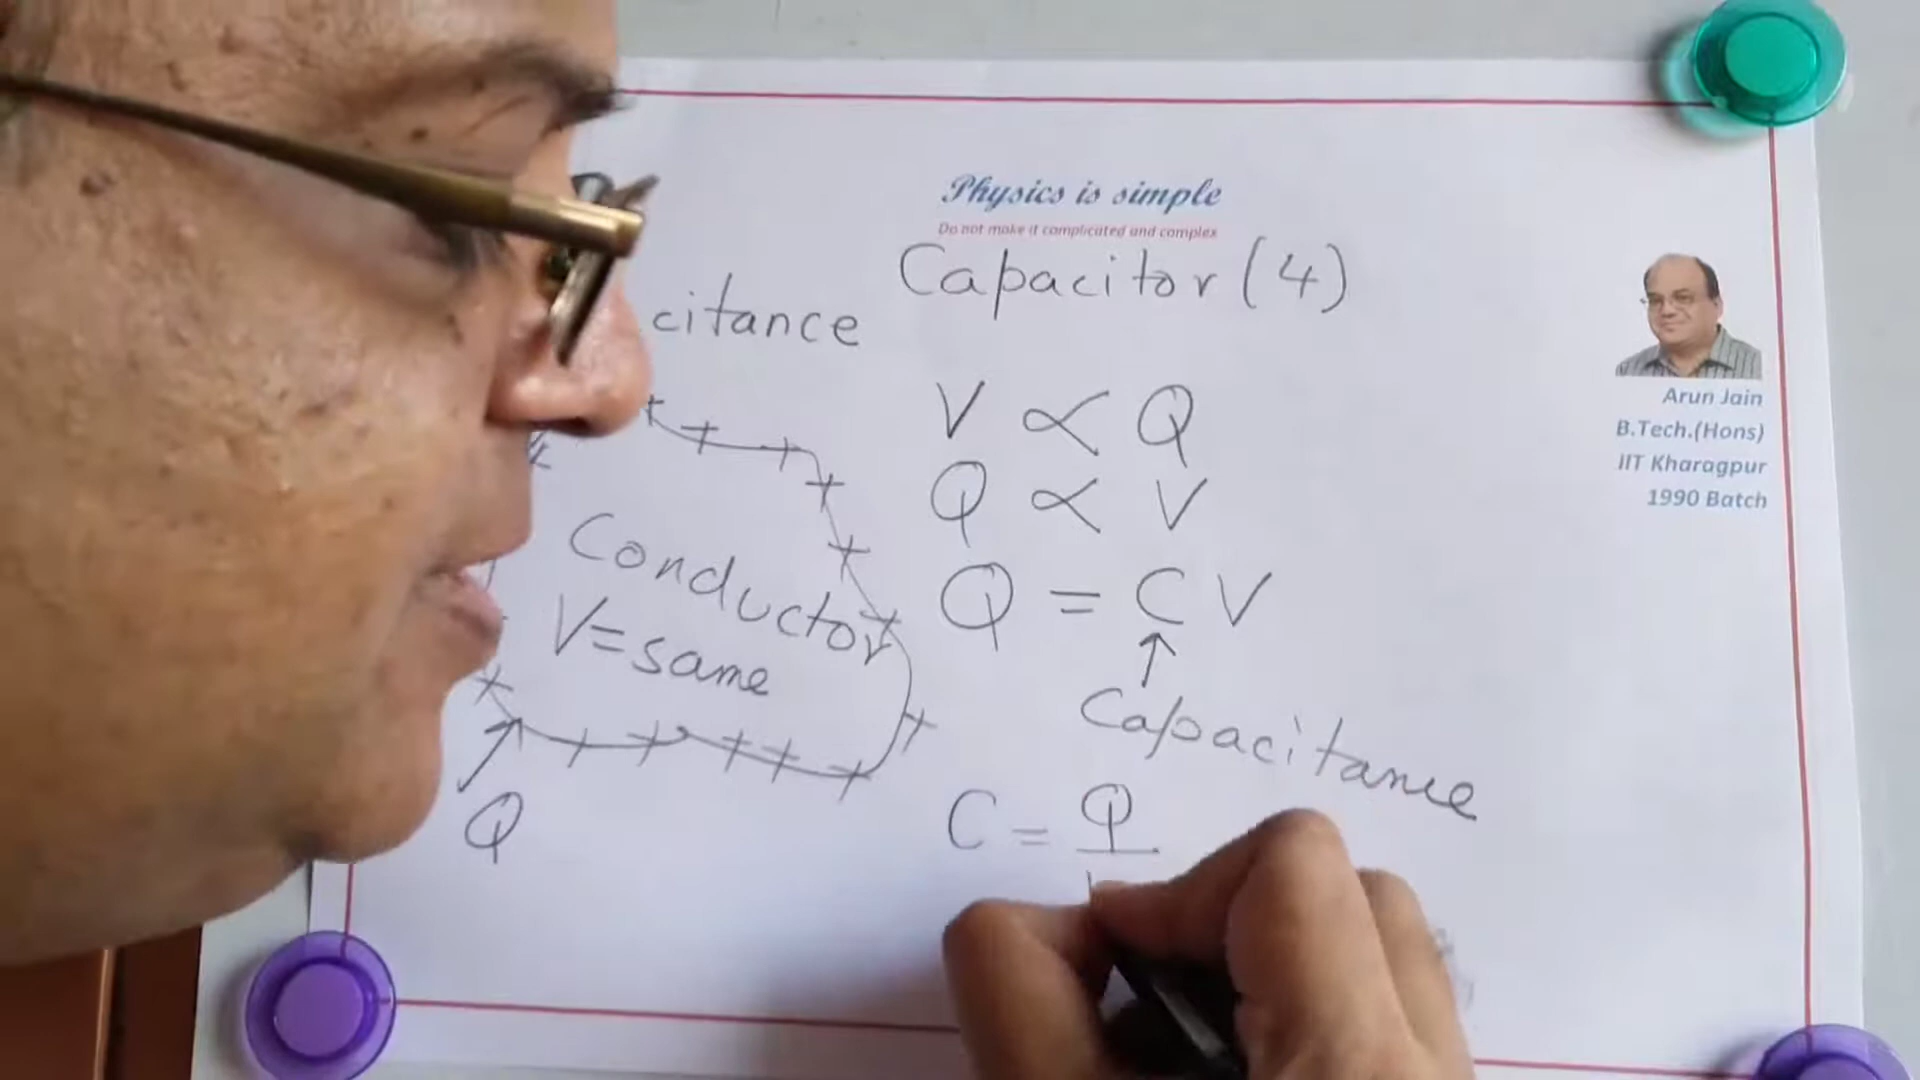 Physics is simple
Do not make it complicated and complex
Capacitor (4)
citance
Conductor
V=same
Q
V ∝ Q
Q ∝ V
Q = C V
↑
Capacitance
C = Q
Arun Jain
B.Tech.(Hons)
IIT Kharagpur
1990 Batch